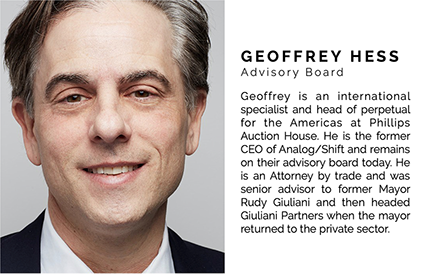 GEOFFREY HESS
Advisory Board
Geoffrey is an international
specialist and head of perpetual
for the Americas at Phillips
Auction House. He is the former
CEO of Analog/Shift and remains
on their advisory board today. He
is an Attorney by trade and was
senior advisor to former Mayor
Rudy Giuliani and then headed
Giuliani Partners when the mayor
returned to the private sector.